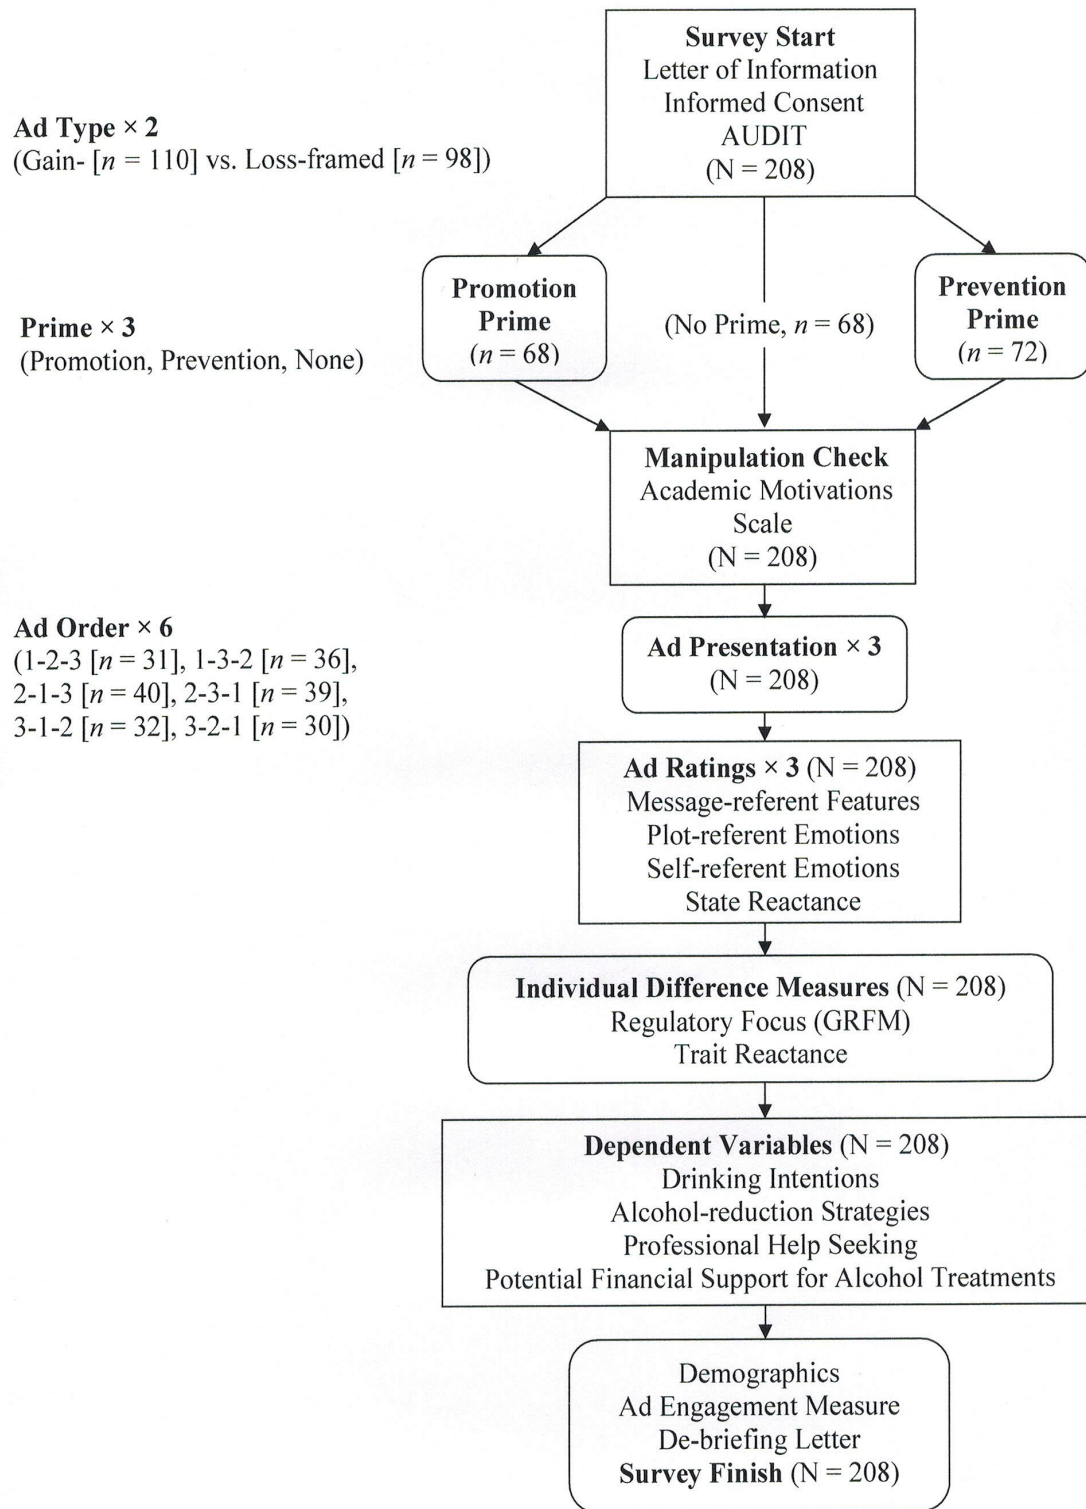 Survey Start
Letter of Information
Informed Consent
AUDIT
(N = 208)
Ad Type × 2
(Gain- [n = 110] vs. Loss-framed [n = 98])
Promotion
Prime
(n = 68)
(No Prime, n = 68)
Prevention
Prime
(n = 72)
Prime × 3
(Promotion, Prevention, None)
Manipulation Check
Academic Motivations
Scale
(N = 208)
Ad Order × 6
(1-2-3 [n = 31], 1-3-2 [n = 36],
2-1-3 [n = 40], 2-3-1 [n = 39],
3-1-2 [n = 32], 3-2-1 [n = 30])
Ad Presentation × 3
(N = 208)
Ad Ratings × 3 (N = 208)
Message-referent Features
Plot-referent Emotions
Self-referent Emotions
State Reactance
Individual Difference Measures (N = 208)
Regulatory Focus (GRFM)
Trait Reactance
Dependent Variables (N = 208)
Drinking Intentions
Alcohol-reduction Strategies
Professional Help Seeking
Potential Financial Support for Alcohol Treatments
Demographics
Ad Engagement Measure
De-briefing Letter
Survey Finish (N = 208)